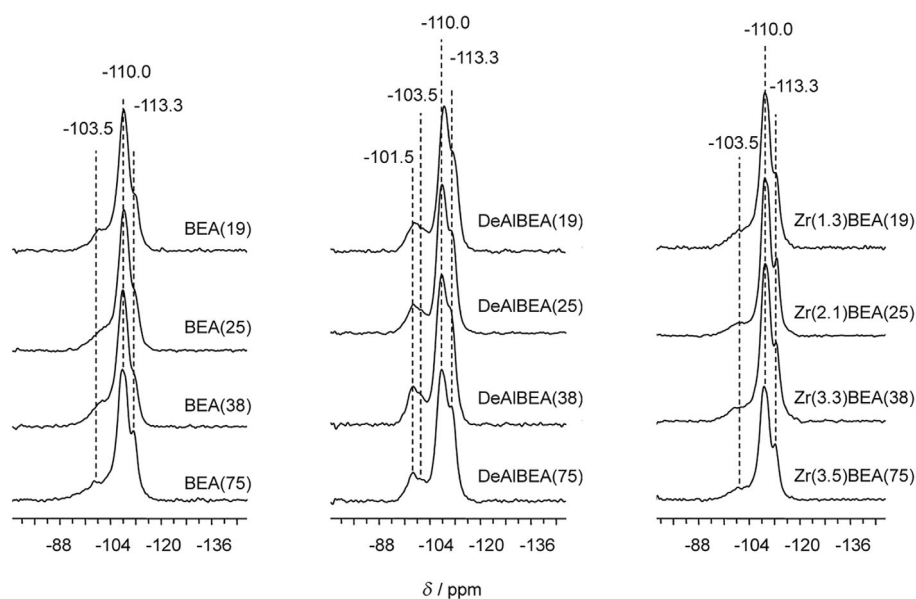 -110.0
-113.3
-103.5
BEA(19)
BEA(25)
BEA(38)
BEA(75)
-88 -104 -120 -136
-110.0
-113.3
-103.5
-101.5
DeAlBEA(19)
DeAlBEA(25)
DeAlBEA(38)
DeAlBEA(75)
-88 -104 -120 -136
-110.0
-113.3
-103.5
Zr(1.3)BEA(19)
Zr(2.1)BEA(25)
Zr(3.3)BEA(38)
Zr(3.5)BEA(75)
-88 -104 -120 -136
δ / ppm